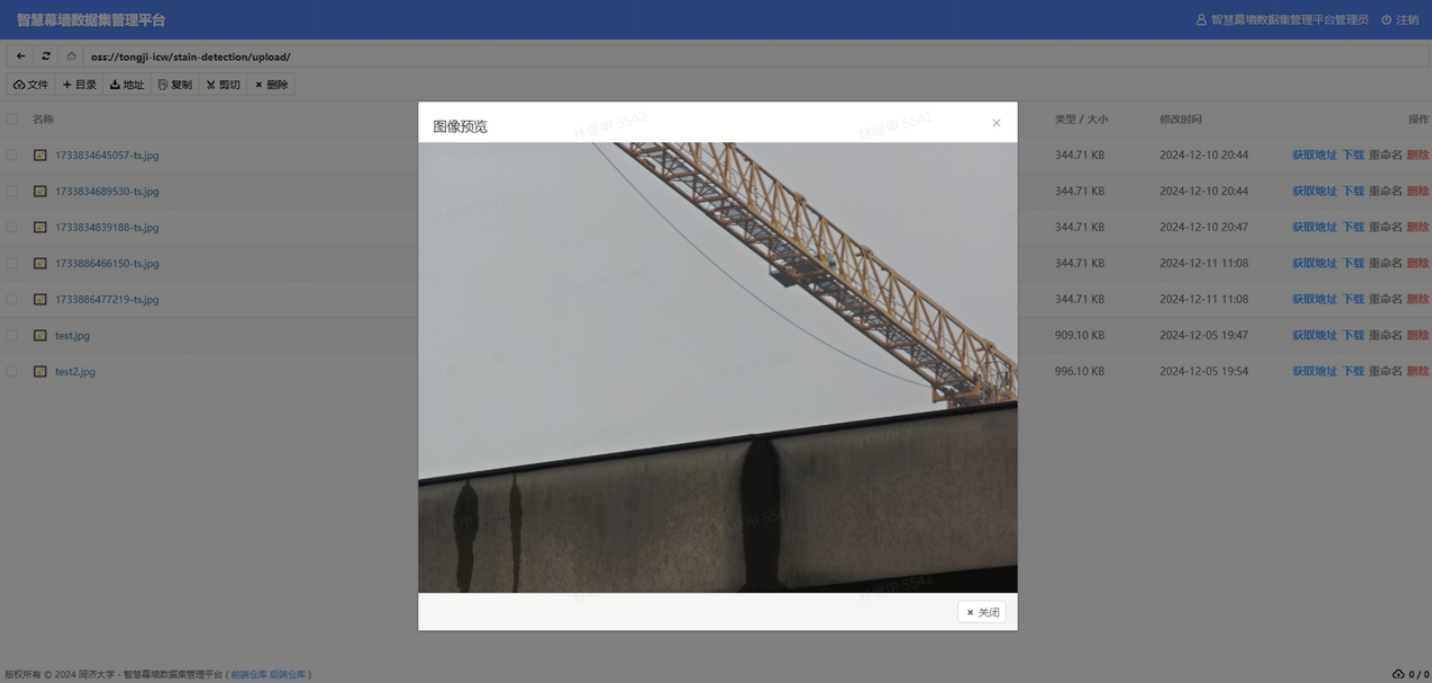 智慧幕墙数据集管理平台
智慧幕墙数据集管理平台管理员 注销
oss://tongji-icw/stain-detection/upload/
文件 目录 地址 复制 剪切 删除
名称 类型 / 大小 修改时间 操作
1733834645057-ts.jpg 344.71 KB 2024-12-10 20:44 获取地址 下载 重命名 删除
1733834689530-ts.jpg 344.71 KB 2024-12-10 20:44 获取地址 下载 重命名 删除
1733834839188-ts.jpg 344.71 KB 2024-12-10 20:47 获取地址 下载 重命名 删除
1733886466150-ts.jpg 344.71 KB 2024-12-11 11:08 获取地址 下载 重命名 删除
1733886477219-ts.jpg 344.71 KB 2024-12-11 11:08 获取地址 下载 重命名 删除
test.jpg 909.10 KB 2024-12-05 19:47 获取地址 下载 重命名 删除
test2.jpg 996.10 KB 2024-12-05 19:54 获取地址 下载 重命名 删除
图像预览
林继申 5542
林继申 5542
关闭
版权所有 © 2024 同济大学 - 智慧幕墙数据集管理平台 ( 前端仓库 后端仓库 )
0 / 0